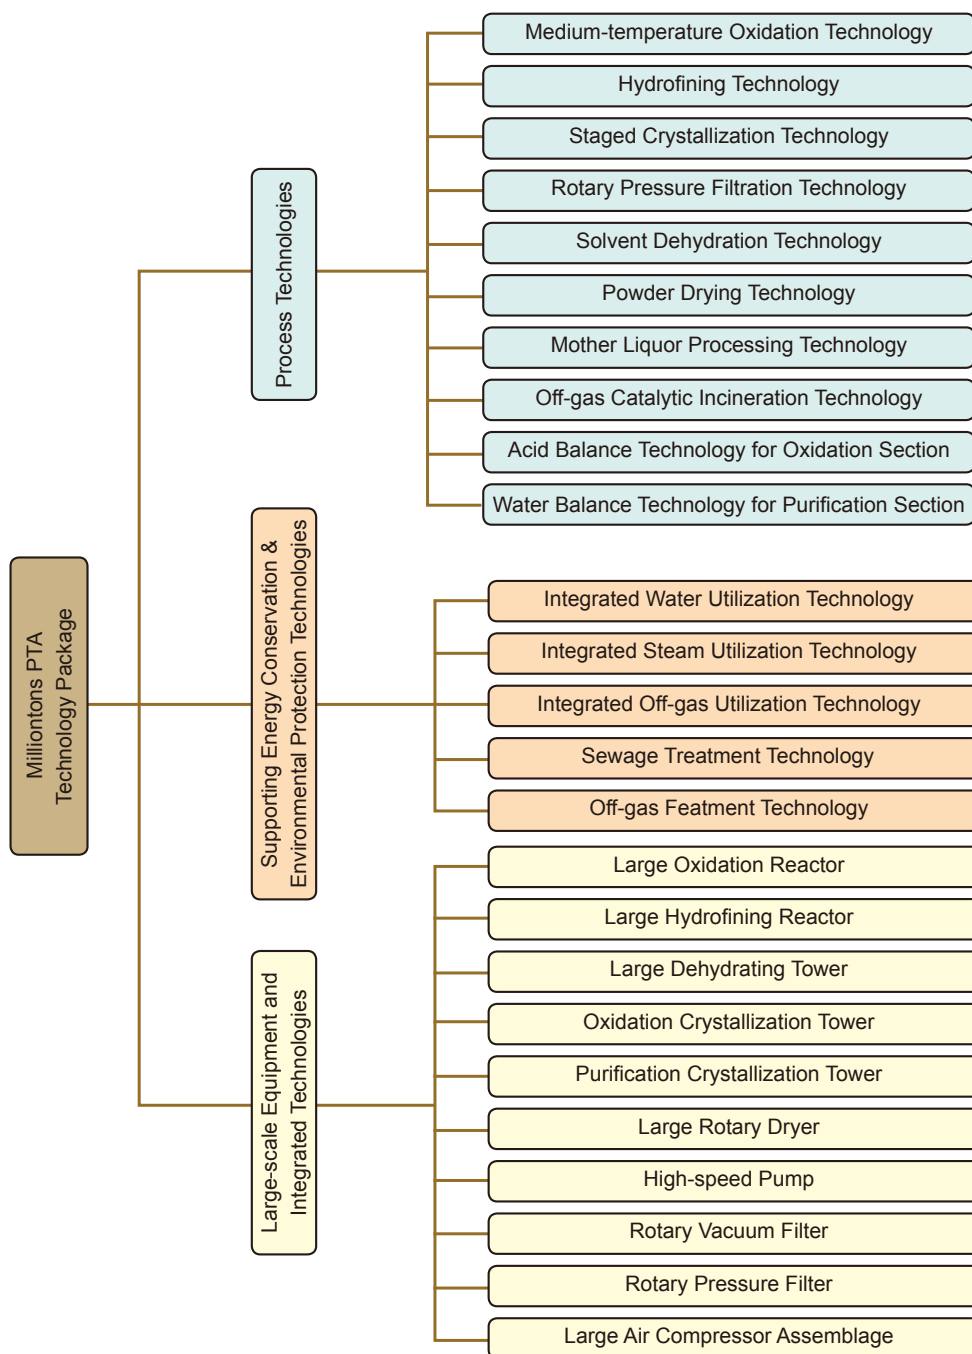 Milliontons PTA
Technology Package
Process Technologies
Medium-temperature Oxidation Technology
Hydrofining Technology
Staged Crystallization Technology
Rotary Pressure Filtration Technology
Solvent Dehydration Technology
Powder Drying Technology
Mother Liquor Processing Technology
Off-gas Catalytic Incineration Technology
Acid Balance Technology for Oxidation Section
Water Balance Technology for Purification Section
Supporting Energy Conservation &
Environmental Protection Technologies
Integrated Water Utilization Technology
Integrated Steam Utilization Technology
Integrated Off-gas Utilization Technology
Sewage Treatment Technology
Off-gas Featment Technology
Large-scale Equipment and
Integrated Technologies
Large Oxidation Reactor
Large Hydrofining Reactor
Large Dehydrating Tower
Oxidation Crystallization Tower
Purification Crystallization Tower
Large Rotary Dryer
High-speed Pump
Rotary Vacuum Filter
Rotary Pressure Filter
Large Air Compressor Assemblage